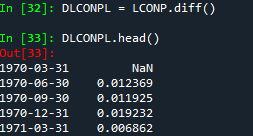 In [32]: DLCONPL = LCONP.diff()
In [33]: DLCONPL.head()
Out[33]:
1970-03-31 NaN
1970-06-30 0.012369
1970-09-30 0.011925
1970-12-31 0.019232
1971-03-31 0.006862